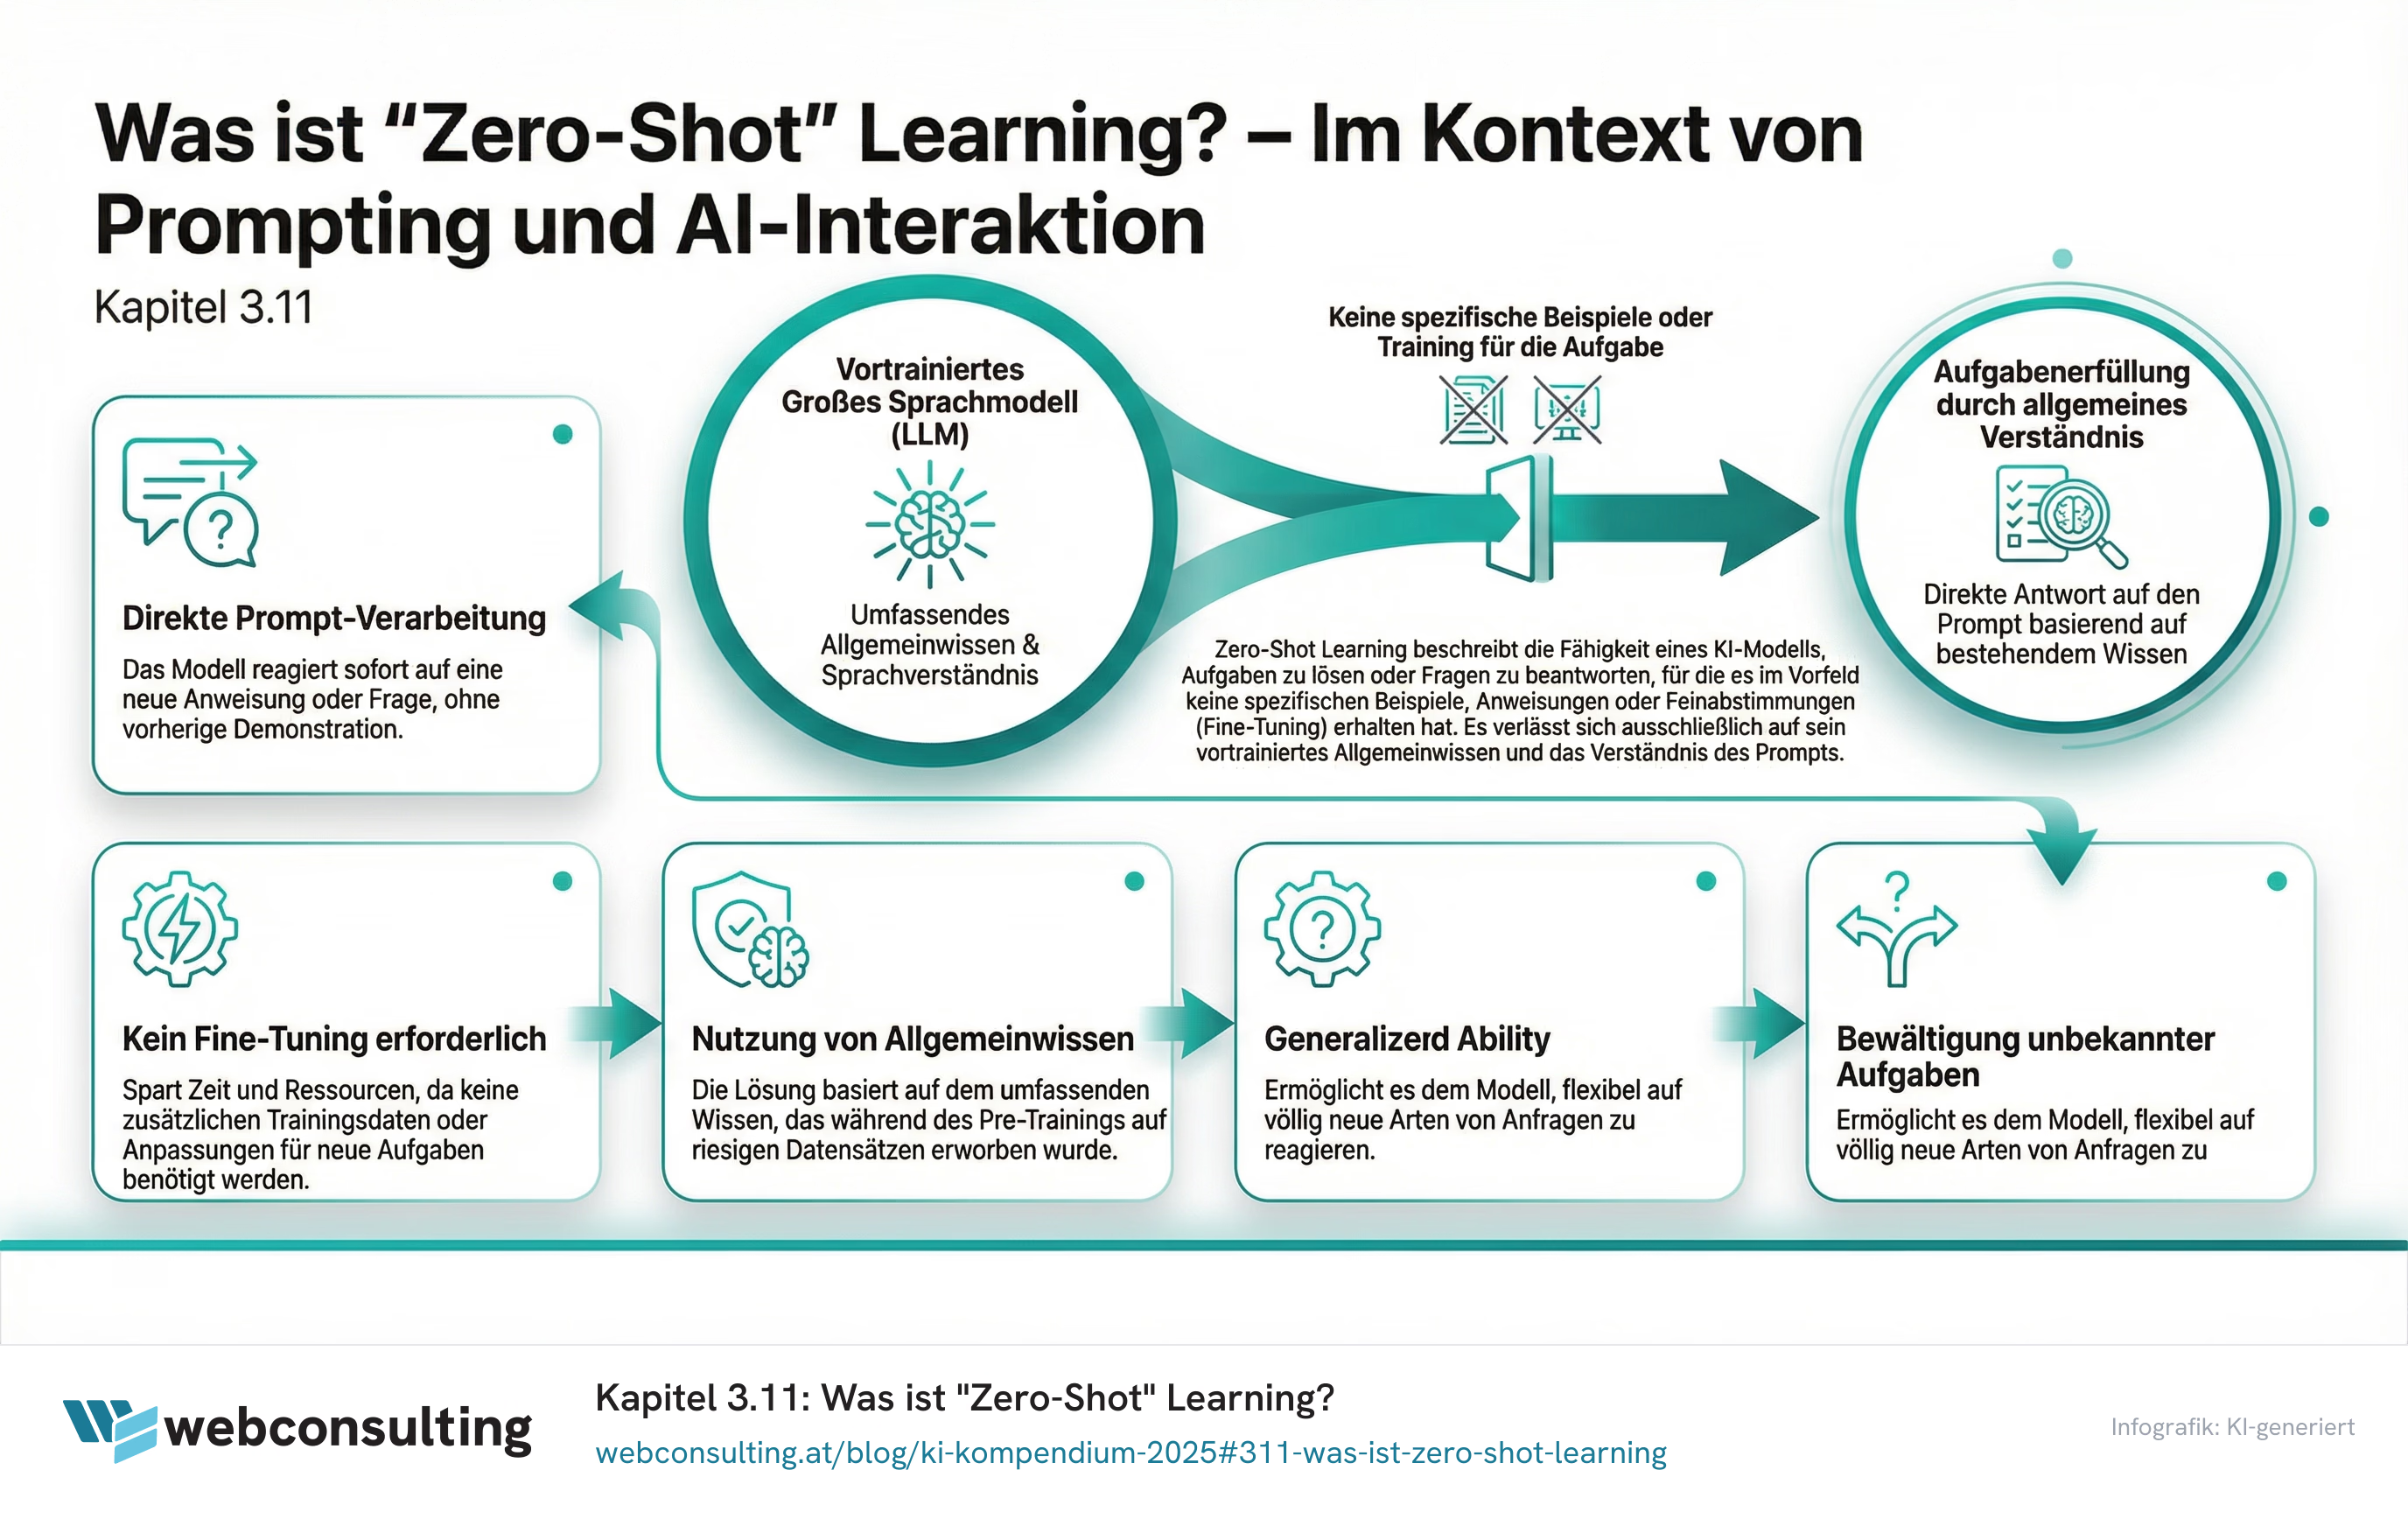 Was ist “Zero-Shot” Learning? – Im Kontext von
Prompting und AI-Interaktion
Kapitel 3.11
Direkte Prompt-Verarbeitung
Das Modell reagiert sofort auf eine
neue Anweisung oder Frage, ohne
vorherige Demonstration.
Vortrainiertes
Großes Sprachmodell
(LLM)
Umfassendes
Allgemeinwissen &
Sprachverständnis
Keine spezifische Beispiele oder
Training für die Aufgabe
Zero-Shot Learning beschreibt die Fähigkeit eines KI-Modells,
Aufgaben zu lösen oder Fragen zu beantworten, für die es im Vorfeld
keine spezifischen Beispiele, Anweisungen oder Feinabstimmungen
(Fine-Tuning) erhalten hat. Es verlässt sich ausschließlich auf sein
vortrainiertes Allgemeinwissen und das Verständnis des Prompts.
Aufgabenerfüllung
durch allgemeines
Verständnis
Direkte Antwort auf den
Prompt basierend auf
bestehendem Wissen
Kein Fine-Tuning erforderlich
Spart Zeit und Ressourcen, da keine
zusätzlichen Trainingsdaten oder
Anpassungen für neue Aufgaben
benötigt werden.
Nutzung von Allgemeinwissen
Die Lösung basiert auf dem umfassenden
Wissen, das während des Pre-Trainings auf
riesigen Datensätzen erworben wurde.
Generalizerd Ability
Ermöglicht es dem Modell, flexibel auf
völlig neue Arten von Anfragen zu
reagieren.
Bewältigung unbekannter
Aufgaben
Ermöglicht es dem Modell, flexibel auf
völlig neue Arten von Anfragen zu
webconsulting
Kapitel 3.11: Was ist "Zero-Shot" Learning?
webconsulting.at/blog/ki-kompendium-2025#311-was-ist-zero-shot-learning
Infografik: KI-generiert